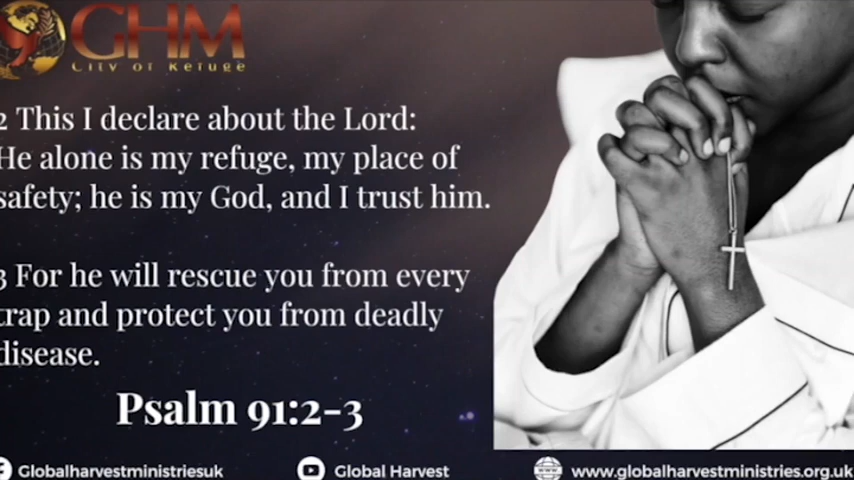 GHM
City of Refuge
2 This I declare about the Lord:
He alone is my refuge, my place of
safety; he is my God, and I trust him.
3 For he will rescue you from every
trap and protect you from deadly
disease.
Psalm 91:2-3
Globalharvestministriesuk
Global Harvest
www.globalharvestministries.org.uk